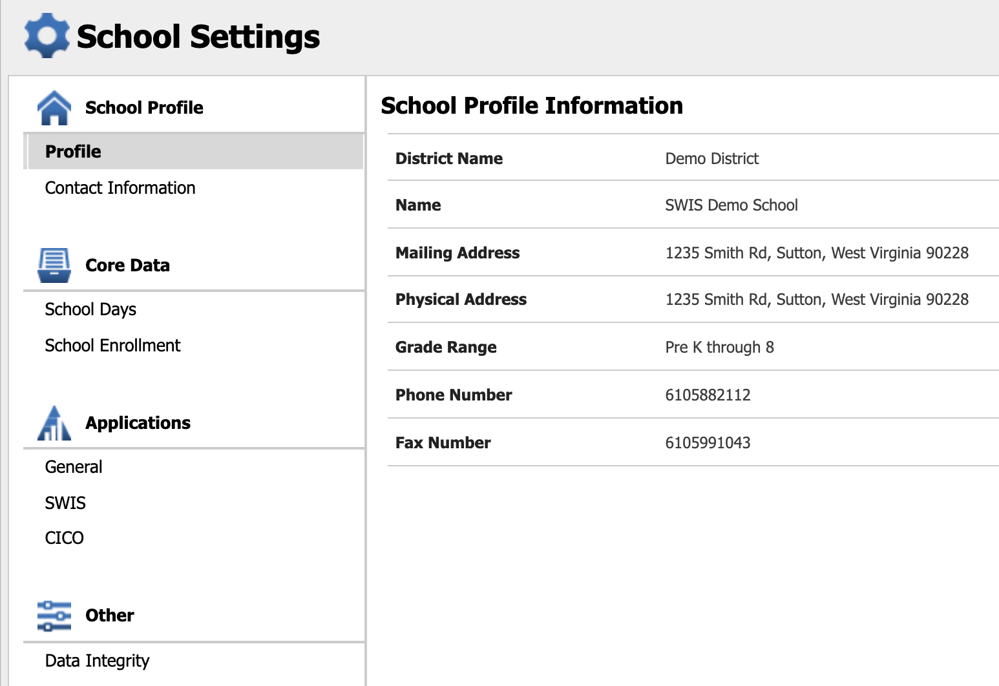 School Settings
School Profile
Profile
Contact Information
Core Data
School Days
School Enrollment
Applications
General
SWIS
CICO
Other
Data Integrity
School Profile Information
District Name Demo District
Name SWIS Demo School
Mailing Address 1235 Smith Rd, Sutton, West Virginia 90228
Physical Address 1235 Smith Rd, Sutton, West Virginia 90228
Grade Range Pre K through 8
Phone Number 6105882112
Fax Number 6105991043